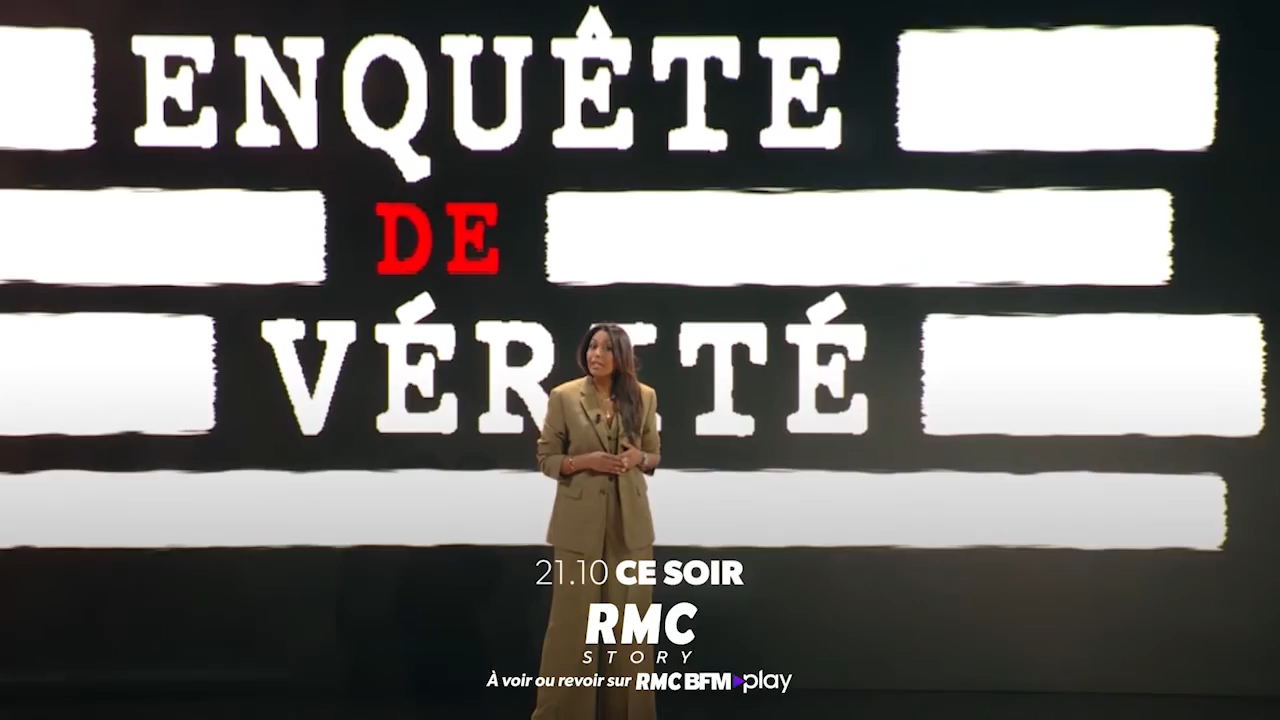 ENQUÊTE
DE
VÉRITÉ
21.10 CE SOIR
RMC
STORY
À voir ou revoir sur RMC BFM play